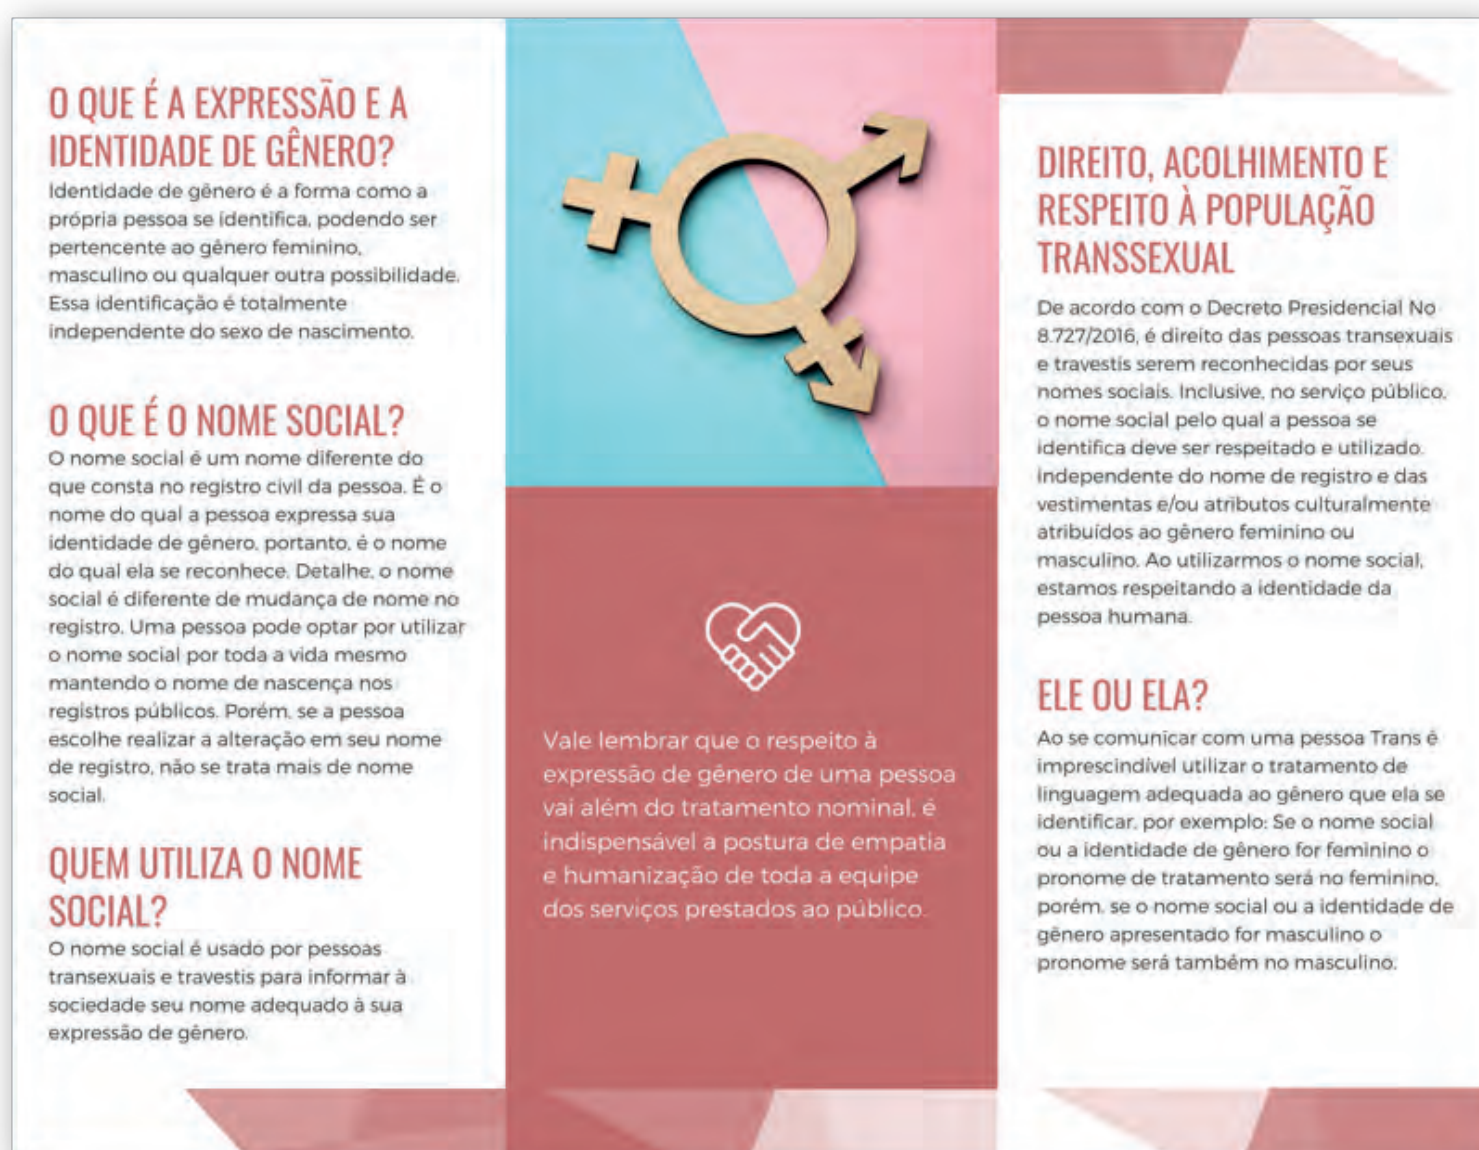 O QUE É A EXPRESSÃO E A
IDENTIDADE DE GÊNERO?
Identidade de gênero é a forma como a
própria pessoa se identifica, podendo ser
pertencente ao gênero feminino,
masculino ou qualquer outra possibilidade.
Essa identificação é totalmente
independente do sexo de nascimento.
O QUE É O NOME SOCIAL?
O nome social é um nome diferente do
que consta no registro civil da pessoa. É o
nome do qual a pessoa expressa sua
identidade de gênero, portanto, é o nome
do qual ela se reconhece. Detalhe, o nome
social é diferente de mudança de nome no
registro. Uma pessoa pode optar por utilizar
o nome social por toda a vida mesmo
mantendo o nome de nascença nos
registros públicos. Porém, se a pessoa
escolhe realizar a alteração em seu nome
de registro, não se trata mais de nome
social.
QUEM UTILIZA O NOME
SOCIAL?
O nome social é usado por pessoas
transexuais e travestis para informar à
sociedade seu nome adequado à sua
expressão de gênero.
Vale lembrar que o respeito à
expressão de gênero de uma pessoa
vai além do tratamento nominal, é
indispensável a postura de empatia
e humanização de toda a equipe
dos serviços prestados ao público.
DIREITO, ACOLHIMENTO E
RESPEITO À POPULAÇÃO
TRANSSEXUAL
De acordo com o Decreto Presidencial No
8.727/2016, é direito das pessoas transexuais
e travestis serem reconhecidas por seus
nomes sociais. Inclusive, no serviço público,
o nome social pelo qual a pessoa se
identifica deve ser respeitado e utilizado.
independente do nome de registro e das
vestimentas e/ou atributos culturalmente
atribuídos ao gênero feminino ou
masculino. Ao utilizarmos o nome social,
estamos respeitando a identidade da
pessoa humana.
ELE OU ELA?
Ao se comunicar com uma pessoa Trans é
imprescindível utilizar o tratamento de
linguagem adequada ao gênero que ela se
identificar, por exemplo: Se o nome social
ou a identidade de gênero for feminino o
pronome de tratamento será no feminino,
porém, se o nome social ou a identidade de
gênero apresentado for masculino o
pronome será também no masculino.